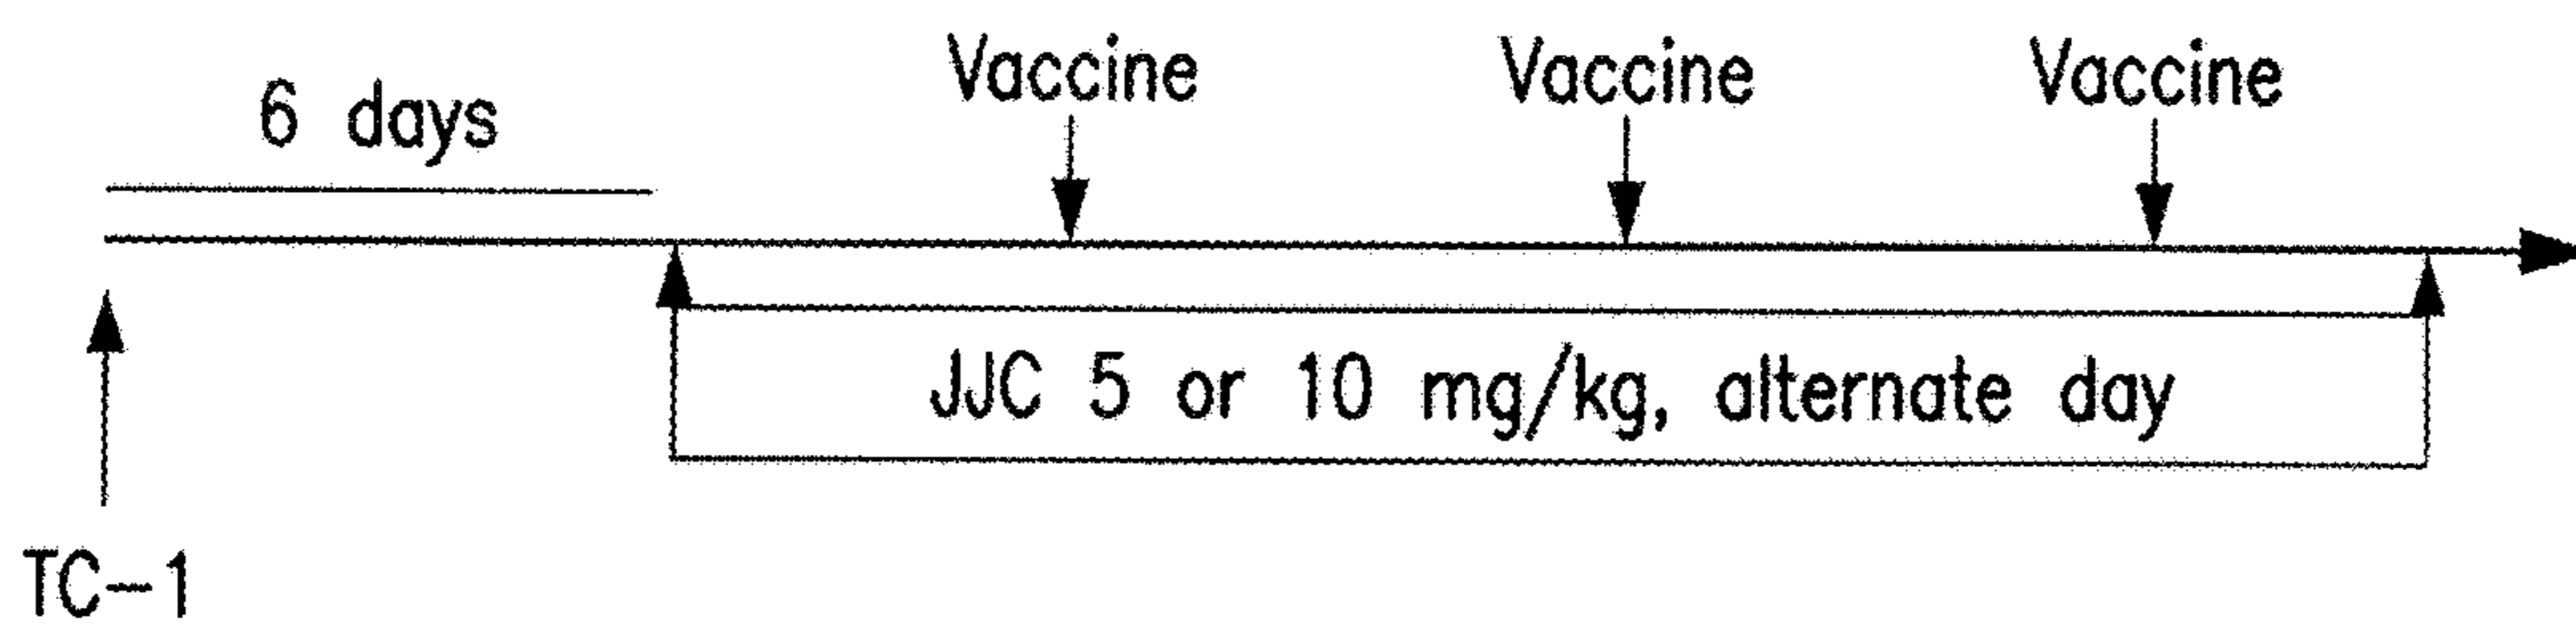 Vaccine Vaccine Vaccine
6 days
JJC 5 or 10 mg/kg, alternate day
TC-1